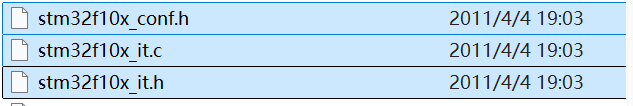 stm32f10x_conf.h 2011/4/4 19:03
stm32f10x_it.c 2011/4/4 19:03
stm32f10x_it.h 2011/4/4 19:03